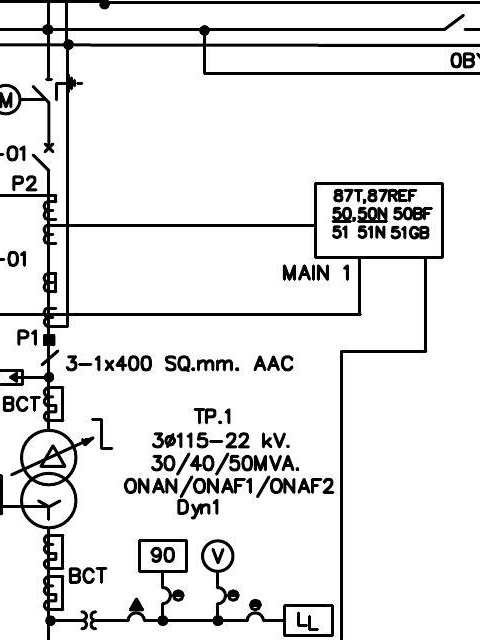 OBY
M
-01
P2
87T,87REF
50,50N 50BF
51 51N 51GB
-01
MAIN 1
P1
3-1x400 SQ.mm. AAC
BCT
TP.1
3ø115-22 kV.
30/40/50MVA.
ONAN/ONAF1/ONAF2
Dyn1
90
V
BCT
LL